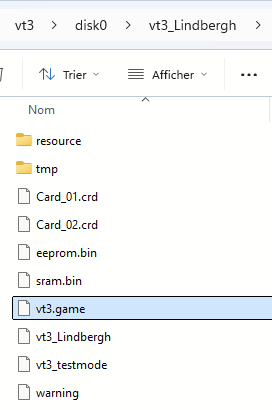 vt3 > disk0 > vt3_Lindbergh >
Trier Afficher ...
Nom
resource
tmp
Card_01.crd
Card_02.crd
eeprom.bin
sram.bin
vt3.game
vt3_Lindbergh
vt3_testmode
warning